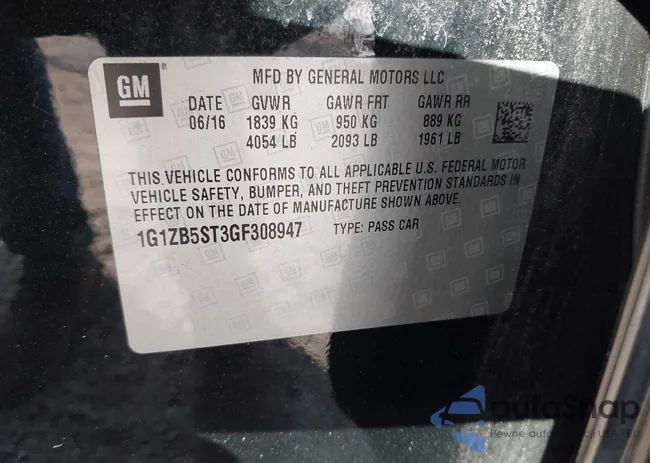 GM
MFD BY GENERAL MOTORS LLC
DATE GVWR GAWR FRT GAWR RR
06/16 1839 KG 950 KG 889 KG
4054 LB 2093 LB 1961 LB
THIS VEHICLE CONFORMS TO ALL APPLICABLE U.S. FEDERAL MOTOR
VEHICLE SAFETY, BUMPER, AND THEFT PREVENTION STANDARDS IN
EFFECT ON THE DATE OF MANUFACTURE SHOWN ABOVE.
1G1ZB5ST3GF308947 TYPE: PASS CAR
autoSnap
Pewne auto